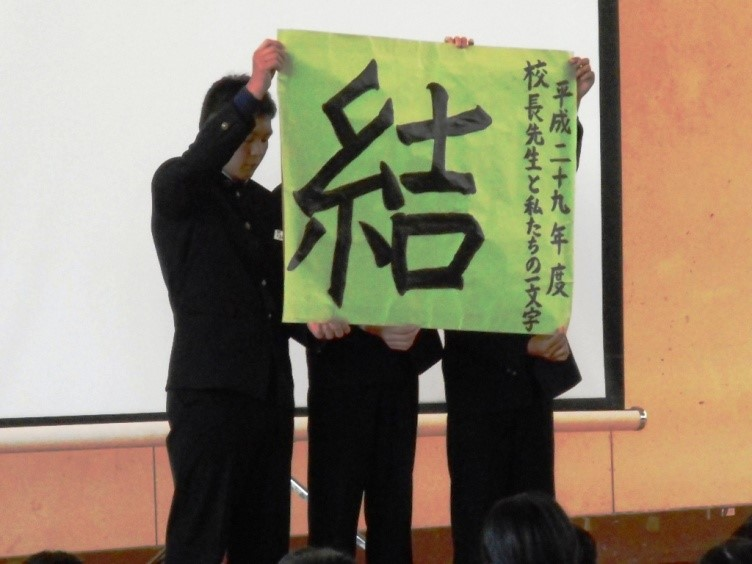 平成二十九年度
校長先生と私たちの一文字
結